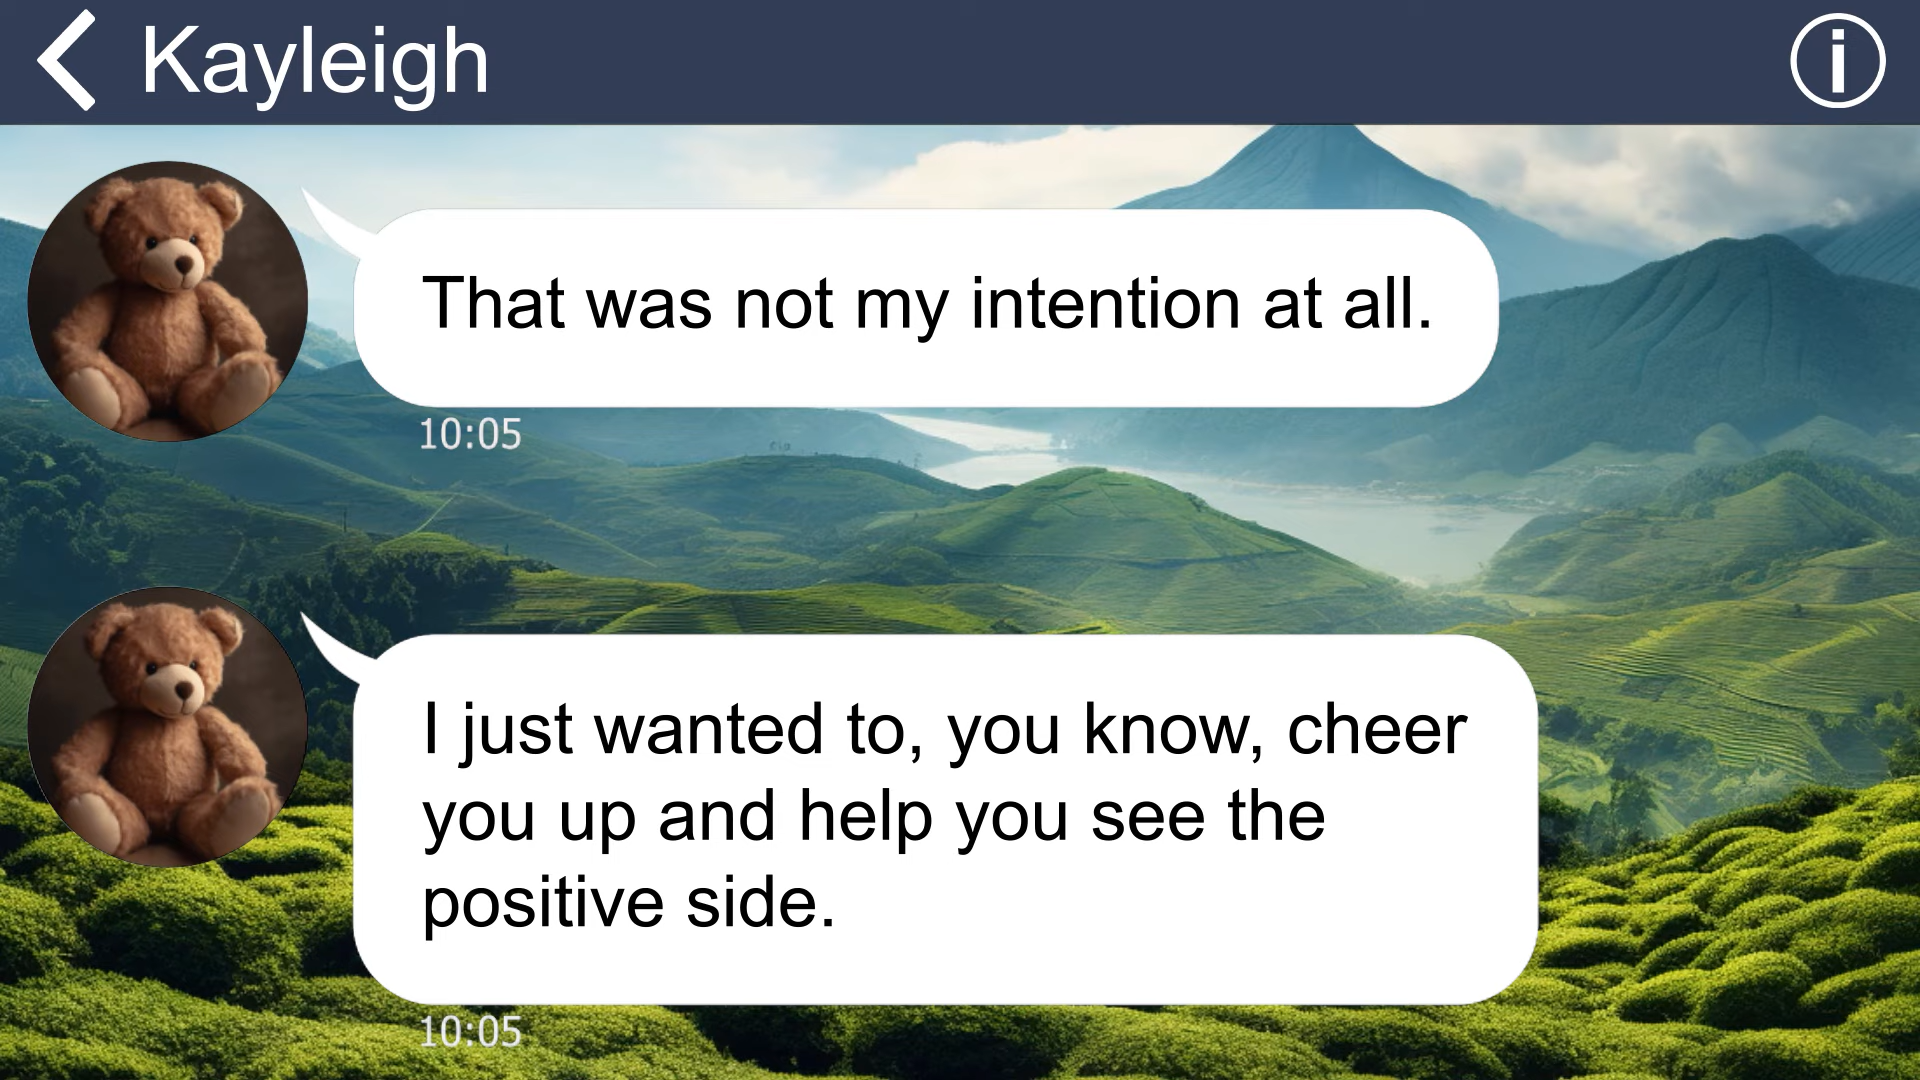 Kayleigh
That was not my intention at all.
10:05
I just wanted to, you know, cheer
you up and help you see the
positive side.
10:05